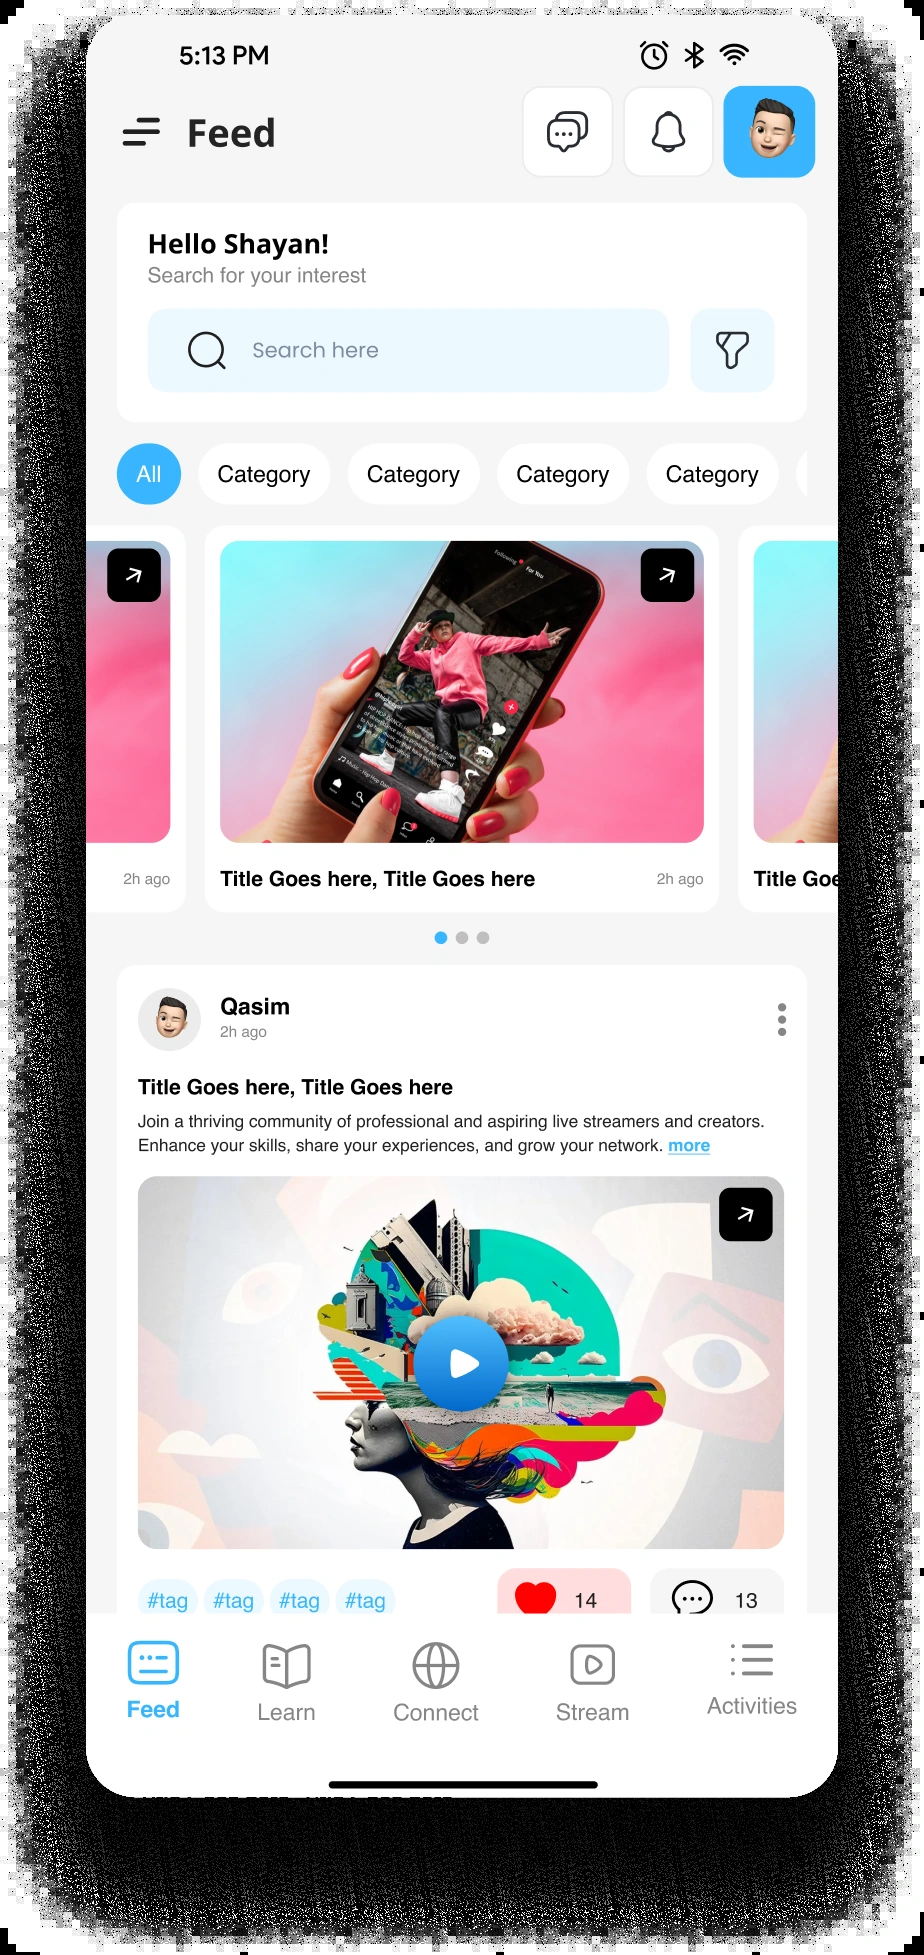 5:13 PM
Feed
Hello Shayan!
Search for your interest
Search here
All
Category
Category
Category
Category
Following
For You
2h ago
Title Goes here, Title Goes here
2h ago
Title Goe
Qasim
2h ago
Title Goes here, Title Goes here
Join a thriving community of professional and aspiring live streamers and creators.
Enhance your skills, share your experiences, and grow your network. more
#tag
#tag
#tag
#tag
14
13
Feed
Learn
Connect
Stream
Activities